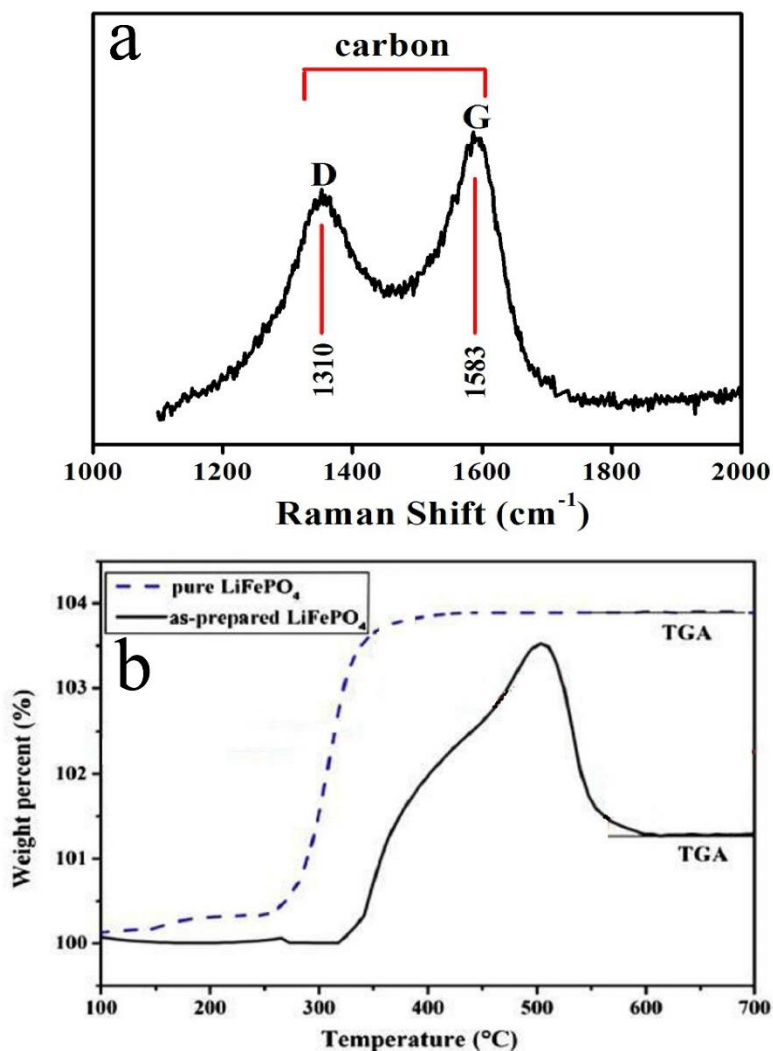 a
carbon
D
G
1310
1583
1000 1200 1400 1600 1800 2000
Raman Shift (cm⁻¹)
pure LiFePO₄
as-prepared LiFePO₄
b
104
103
102
101
100
TGA
TGA
Weight percent (%)
100 200 300 400 500 600 700
Temperature (°C)